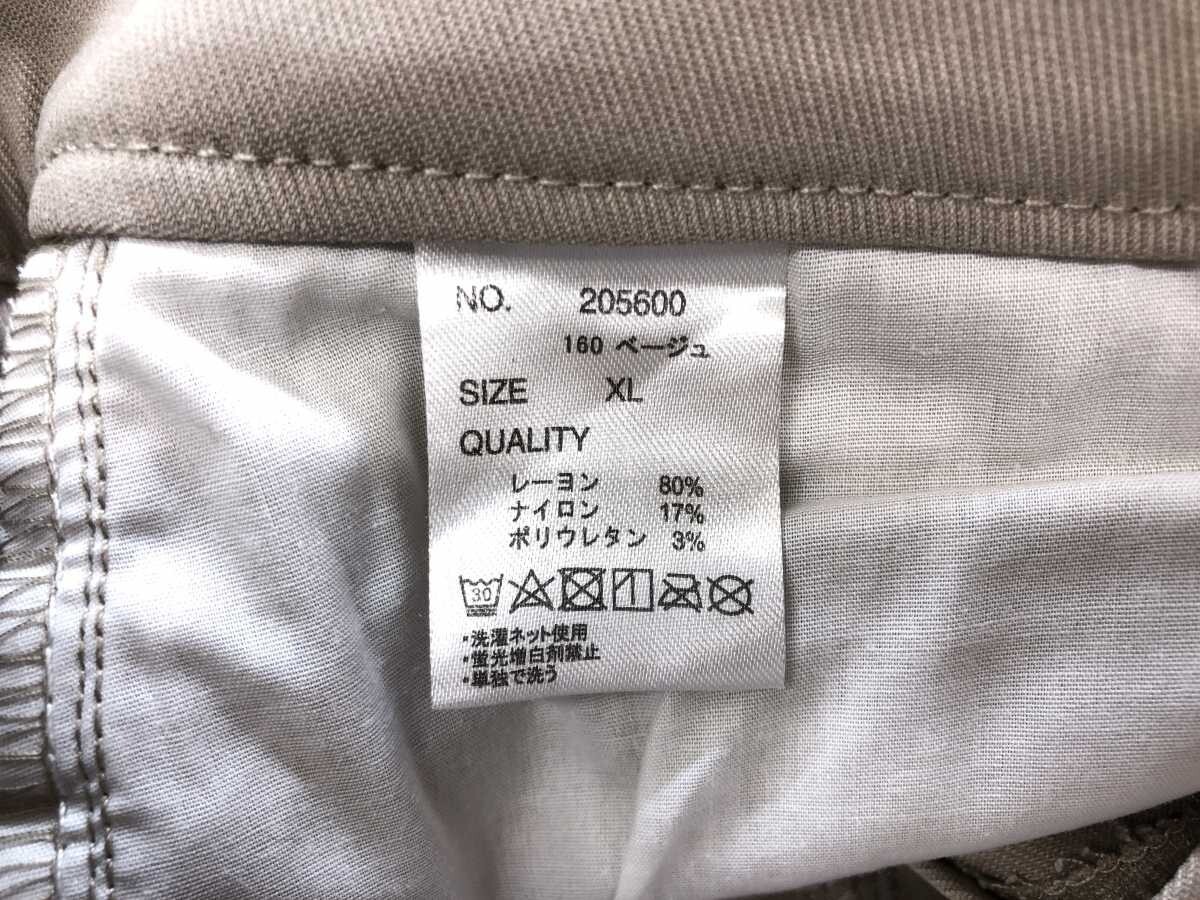 NO. 205600
160 ベージュ
SIZE XL
QUALITY
レーヨン 80%
ナイロン 17%
ポリウレタン 3%
30
・洗濯ネット使用
・蛍光増白剤禁止
・単独で洗う